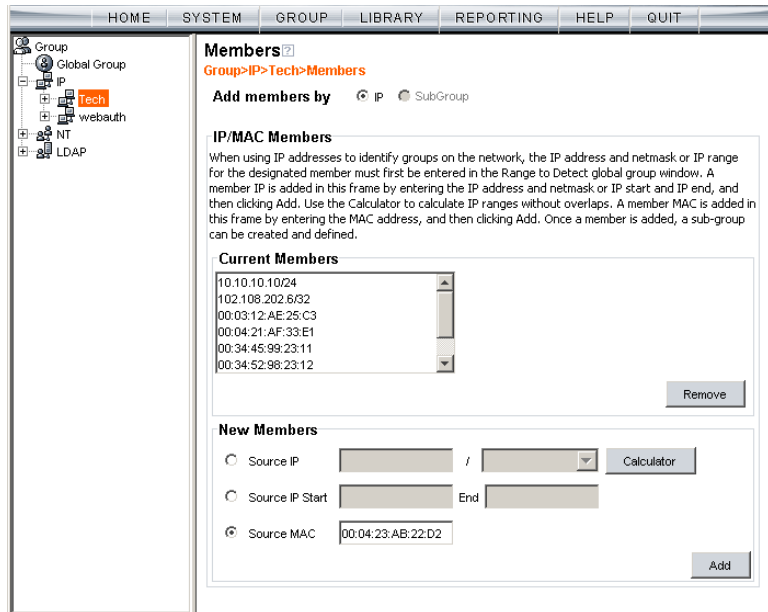 HOME SYSTEM GROUP LIBRARY REPORTING HELP QUIT
Group
Global Group
IP
Tech
webauth
NT
LDAP
Members?
Group>IP>Tech>Members
Add members by IP SubGroup
IP/MAC Members
When using IP addresses to identify groups on the network, the IP address and netmask or IP range
for the designated member must first be entered in the Range to Detect global group window. A
member IP is added in this frame by entering the IP address and netmask or IP start and IP end, and
then clicking Add. Use the Calculator to calculate IP ranges without overlaps. A member MAC is added in
this frame by entering the MAC address, and then clicking Add. Once a member is added, a sub-group
can be created and defined.
Current Members
10.10.10.10/24
102.108.202.6/32
00:03:12:AE:25:C3
00:04:21:AF:33:E1
00:34:45:99:23:11
00:34:52:98:23:12
Remove
New Members
Source IP / Calculator
Source IP Start End
Source MAC 00:04:23:AB:22:D2
Add